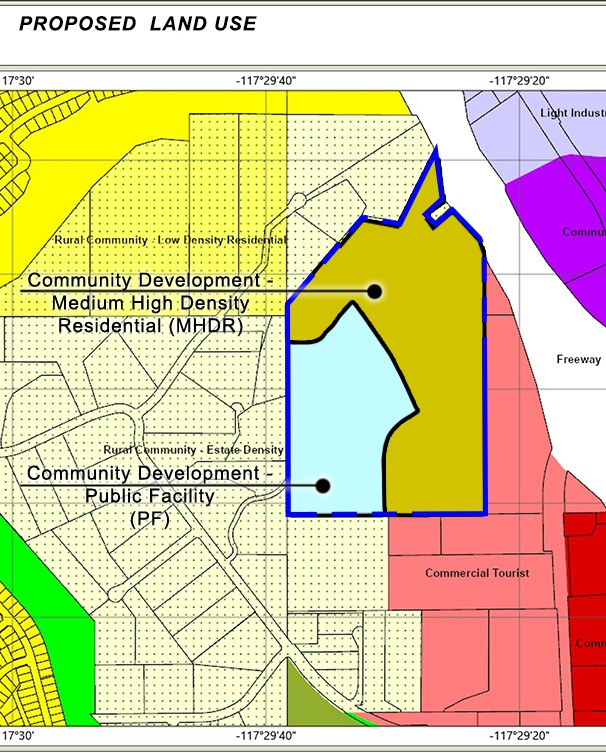 PROPOSED LAND USE
17°30'
-117°29'40"
-117°29'20"
Light Industr
Commu
Rural Community - Low Density Residential
Community Development -
Medium High Density
Residential (MHDR)
Freeway
Rural Community - Estate Density
Community Development -
Public Facility
(PF)
Commercial Tourist
Comm
17°30'
-117°29'40"
-117°29'20"